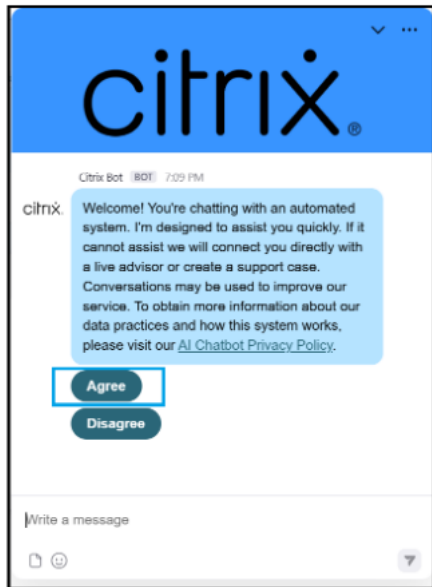 citrix®
Citrix Bot BOT 7:09 PM
citrix.
Welcome! You're chatting with an automated
system. I'm designed to assist you quickly. If it
cannot assist we will connect you directly with
a live advisor or create a support case.
Conversations may be used to improve our
service. To obtain more information about our
data practices and how this system works,
please visit our AI Chatbot Privacy Policy.
Agree
Disagree
Write a message